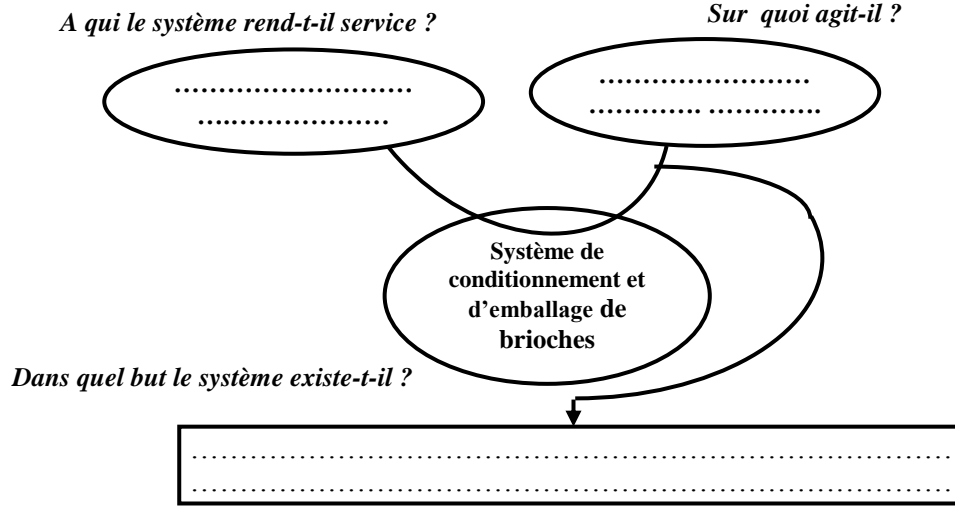 A qui le système rend-t-il service ?
Sur quoi agit-il ?
Système de
conditionnement et
d'emballage de
brioches
Dans quel but le système existe-t-il ?